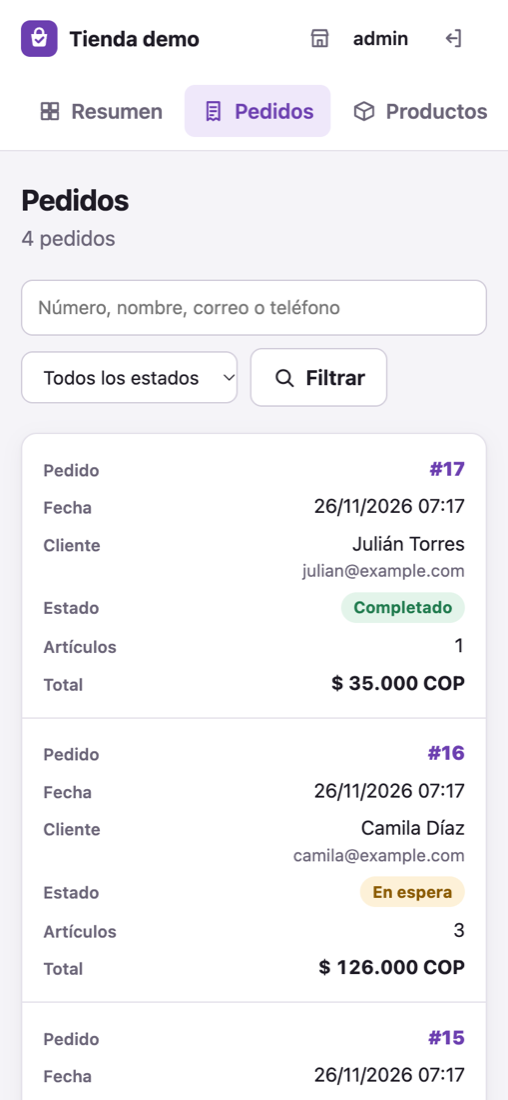 Tienda demo
admin
Resumen
Pedidos
Productos
Pedidos
4 pedidos
Número, nombre, correo o teléfono
Todos los estados
Filtrar
Pedido #17
Fecha 26/11/2026 07:17
Cliente Julián Torres
julian@example.com
Estado Completado
Artículos 1
Total $ 35.000 COP
Pedido #16
Fecha 26/11/2026 07:17
Cliente Camila Díaz
camila@example.com
Estado En espera
Artículos 3
Total $ 126.000 COP
Pedido #15
Fecha 26/11/2026 07:17